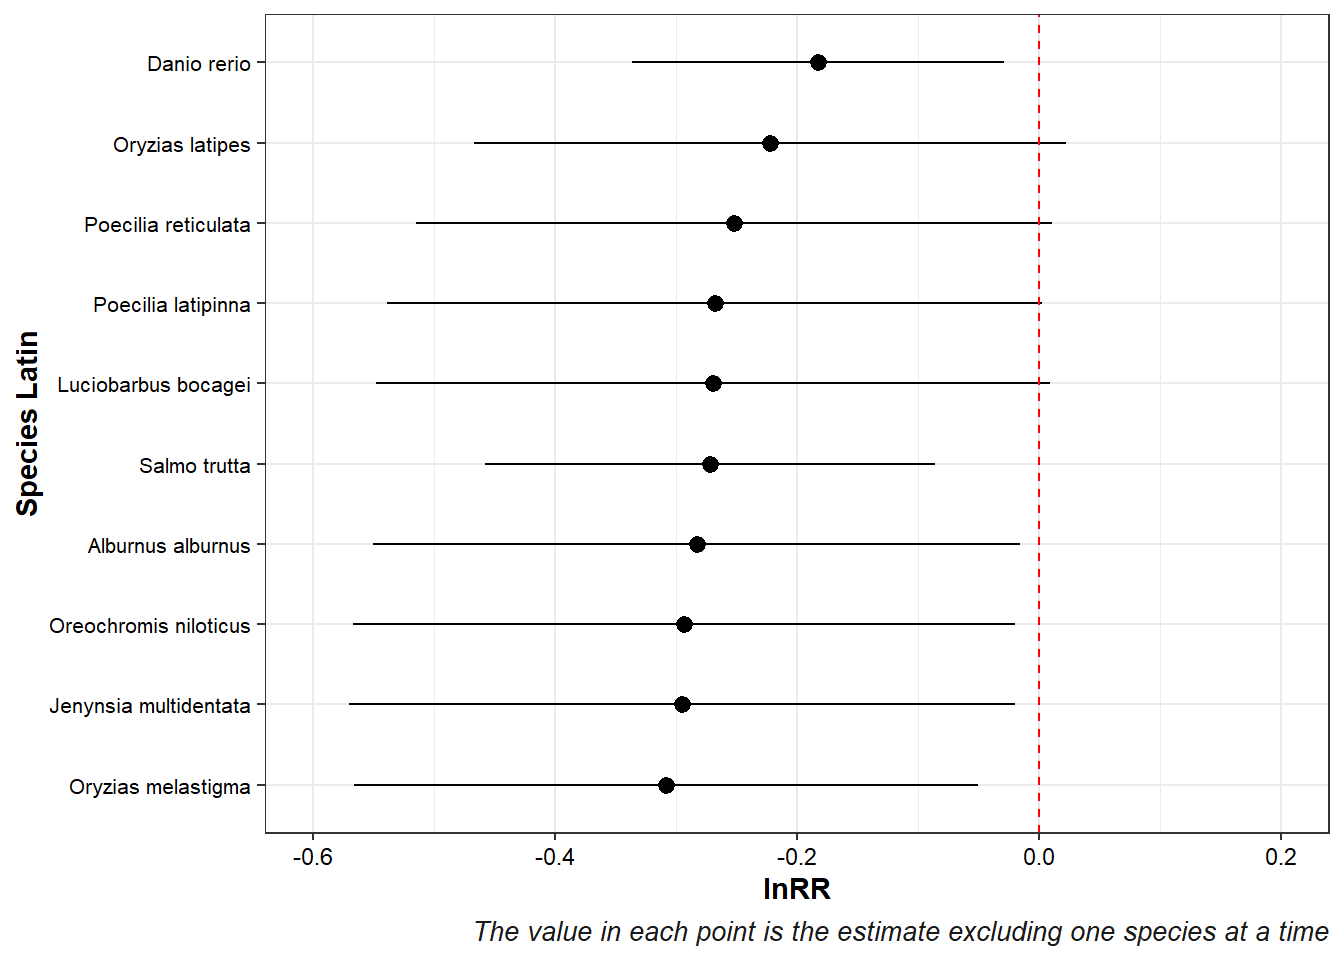 Species Latin
Danio rerio
Oryzias latipes
Poecilia reticulata
Poecilia latipinna
Luciobarbus bocagei
Salmo trutta
Alburnus alburnus
Oreochromis niloticus
Jenynsia multidentata
Oryzias melastigma
-0.6 -0.4 -0.2 0.0 0.2
lnRR
The value in each point is the estimate excluding one species at a time